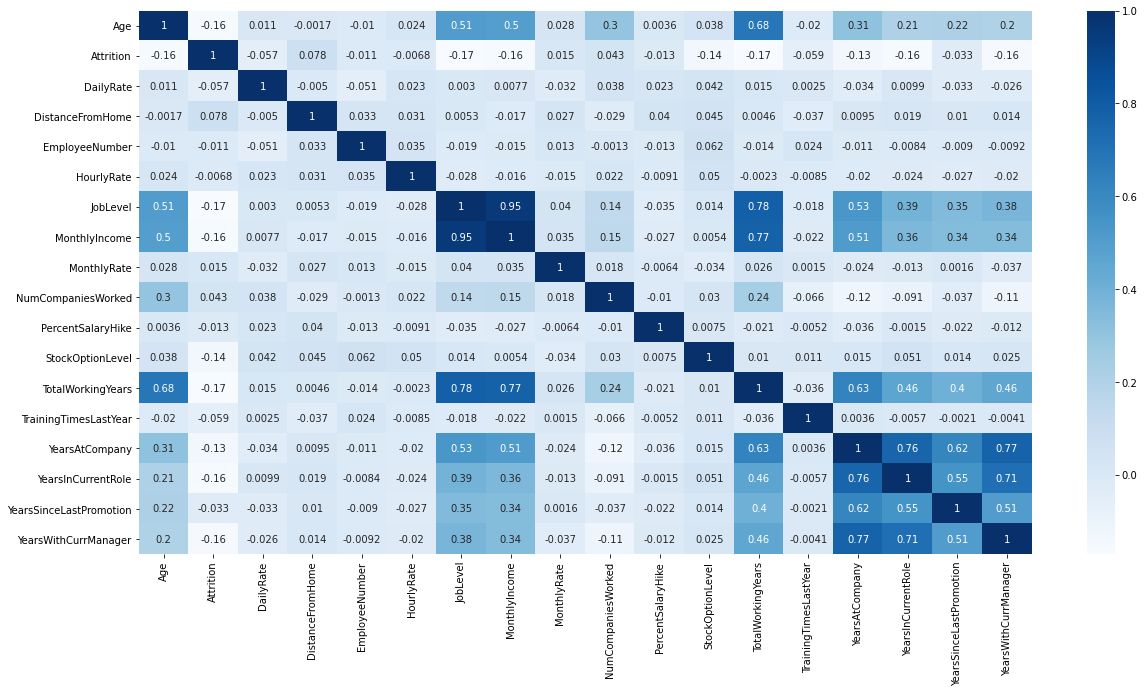 Age 1 -0.16 0.011 -0.0017 -0.01 0.024 0.51 0.5 0.028 0.3 0.0036 0.038 0.68 -0.02 0.31 0.21 0.22 0.2
Attrition -0.16 1 -0.057 0.078 -0.011 -0.0068 -0.17 -0.16 0.015 0.043 -0.013 -0.14 -0.17 -0.059 -0.13 -0.16 -0.033 -0.16
DailyRate 0.011 -0.057 1 -0.005 -0.051 0.023 0.003 0.0077 -0.032 0.038 0.023 0.042 0.015 0.0025 -0.034 0.0099 -0.033 -0.026
DistanceFromHome -0.0017 0.078 -0.005 1 0.033 0.031 0.0053 -0.017 0.027 -0.029 0.04 0.045 0.0046 -0.037 0.0095 0.019 0.01 0.014
EmployeeNumber -0.01 -0.011 -0.051 0.033 1 0.035 -0.019 -0.015 0.013 -0.0013 -0.013 0.062 -0.014 0.024 -0.011 -0.0084 -0.009 -0.0092
HourlyRate 0.024 -0.0068 0.023 0.031 0.035 1 -0.028 -0.016 -0.015 0.022 -0.0091 0.05 -0.0023 -0.0085 -0.02 -0.024 -0.027 -0.02
JobLevel 0.51 -0.17 0.003 0.0053 -0.019 -0.028 1 0.95 0.04 0.14 -0.035 0.014 0.78 -0.018 0.53 0.39 0.35 0.38
MonthlyIncome 0.5 -0.16 0.0077 -0.017 -0.015 -0.016 0.95 1 0.035 0.15 -0.027 0.0054 0.77 -0.022 0.51 0.36 0.34 0.34
MonthlyRate 0.028 0.015 -0.032 0.027 0.013 -0.015 0.04 0.035 1 0.018 -0.0064 -0.034 0.026 0.0015 -0.024 -0.013 0.0016 -0.037
NumCompaniesWorked 0.3 0.043 0.038 -0.029 -0.0013 0.022 0.14 0.15 0.018 1 -0.01 0.03 0.24 -0.066 -0.12 -0.091 -0.037 -0.11
PercentSalaryHike 0.0036 -0.013 0.023 0.04 -0.013 -0.0091 -0.035 -0.027 -0.0064 -0.01 1 0.0075 -0.021 -0.0052 -0.036 -0.0015 -0.022 -0.012
StockOptionLevel 0.038 -0.14 0.042 0.045 0.062 0.05 0.014 0.0054 -0.034 0.03 0.0075 1 0.01 0.011 0.015 0.051 0.014 0.025
TotalWorkingYears 0.68 -0.17 0.015 0.0046 -0.014 -0.0023 0.78 0.77 0.026 0.24 -0.021 0.01 1 -0.036 0.63 0.46 0.4 0.46
TrainingTimesLastYear -0.02 -0.059 0.0025 -0.037 0.024 -0.0085 -0.018 -0.022 0.0015 -0.066 -0.0052 0.011 -0.036 1 0.0036 -0.0057 -0.0021 -0.0041
YearsAtCompany 0.31 -0.13 -0.034 0.0095 -0.011 -0.02 0.53 0.51 -0.024 -0.12 -0.036 0.015 0.63 0.0036 1 0.76 0.62 0.77
YearsInCurrentRole 0.21 -0.16 0.0099 0.019 -0.0084 -0.024 0.39 0.36 -0.013 -0.091 -0.0015 0.051 0.46 -0.0057 0.76 1 0.55 0.71
YearsSinceLastPromotion 0.22 -0.033 -0.033 0.01 -0.009 -0.027 0.35 0.34 0.0016 -0.037 -0.022 0.014 0.4 -0.0021 0.62 0.55 1 0.51
YearsWithCurrManager 0.2 -0.16 -0.026 0.014 -0.0092 -0.02 0.38 0.34 -0.037 -0.11 -0.012 0.025 0.46 -0.0041 0.77 0.71 0.51 1
Age
Attrition
DailyRate
DistanceFromHome
EmployeeNumber
HourlyRate
JobLevel
MonthlyIncome
MonthlyRate
NumCompaniesWorked
PercentSalaryHike
StockOptionLevel
TotalWorkingYears
TrainingTimesLastYear
YearsAtCompany
YearsInCurrentRole
YearsSinceLastPromotion
YearsWithCurrManager
1.0
0.8
0.6
0.4
0.2
0.0